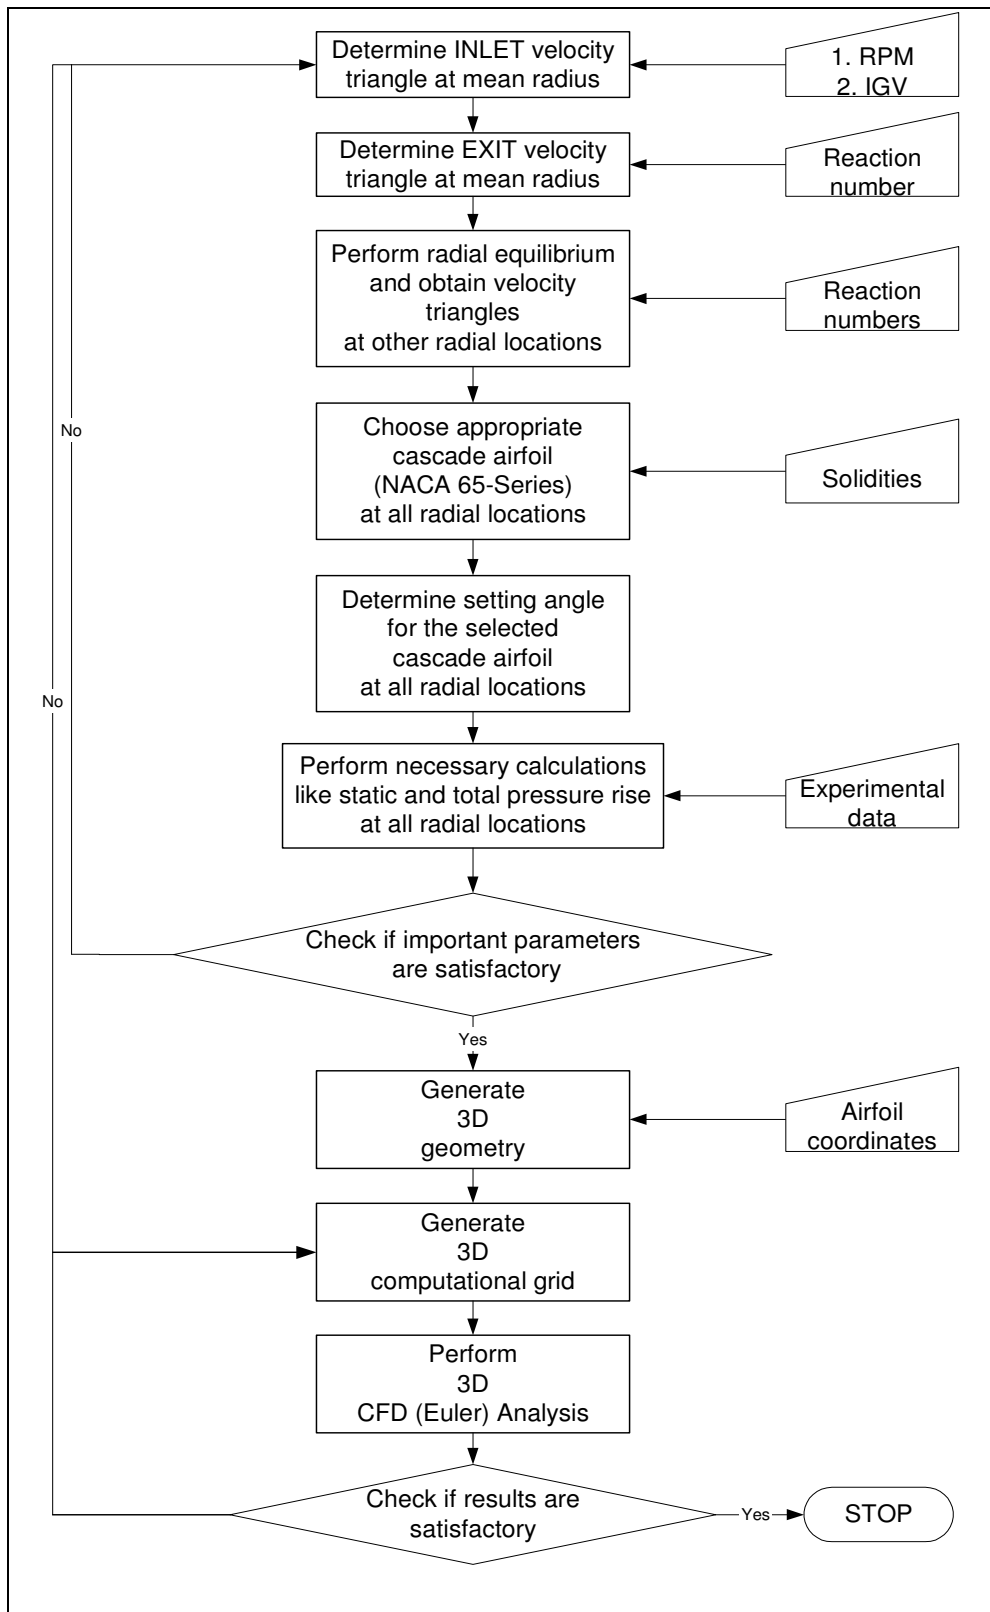 Determine INLET velocity
triangle at mean radius
1. RPM
2. IGV
Determine EXIT velocity
triangle at mean radius
Reaction
number
Perform radial equilibrium
and obtain velocity
triangles
at other radial locations
Reaction
numbers
No
Choose appropriate
cascade airfoil
(NACA 65-Series)
at all radial locations
Solidities
Determine setting angle
for the selected
cascade airfoil
at all radial locations
No
Perform necessary calculations
like static and total pressure rise
at all radial locations
Experimental
data
Check if important parameters
are satisfactory
Yes
Generate
3D
geometry
Airfoil
coordinates
Generate
3D
computational grid
Perform
3D
CFD (Euler) Analysis
Check if results are
satisfactory
Yes
STOP